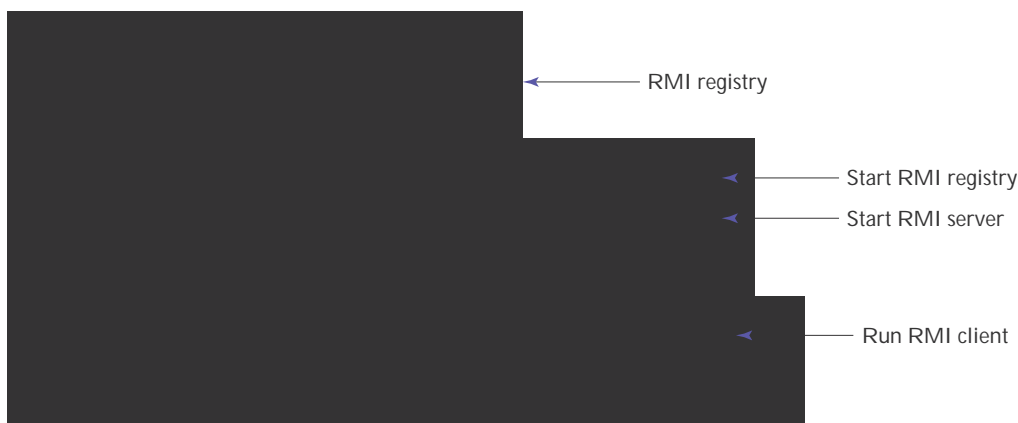 RMI registry
Start RMI registry
Start RMI server
Run RMI client